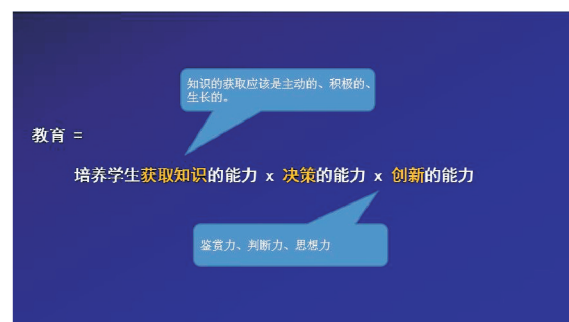 知识的获取应该是主动的、积极的、
生长的。
教育 =
培养学生获取知识的能力 x 决策的能力 x 创新的能力
鉴赏力、判断力、思想力